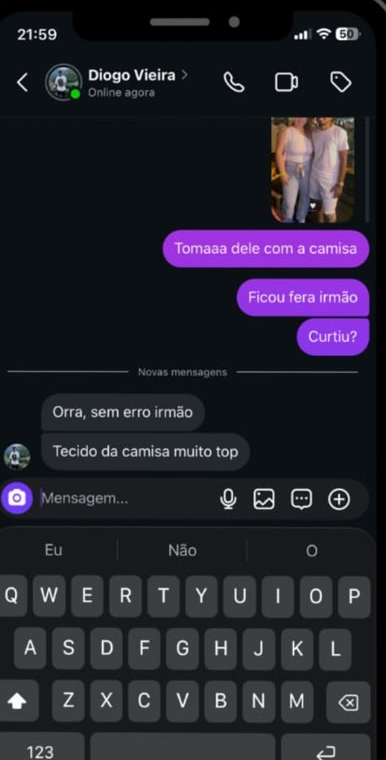 21:59
50
Diogo Vieira
Online agora
Tomaaa dele com a camisa
Ficou fera irmão
Curtiu?
Novas mensagens
Orra, sem erro irmão
Tecido da camisa muito top
Mensagem...
Eu Não O
Q W E R T Y U I O P
A S D F G H J K L
Z X C V B N M
123